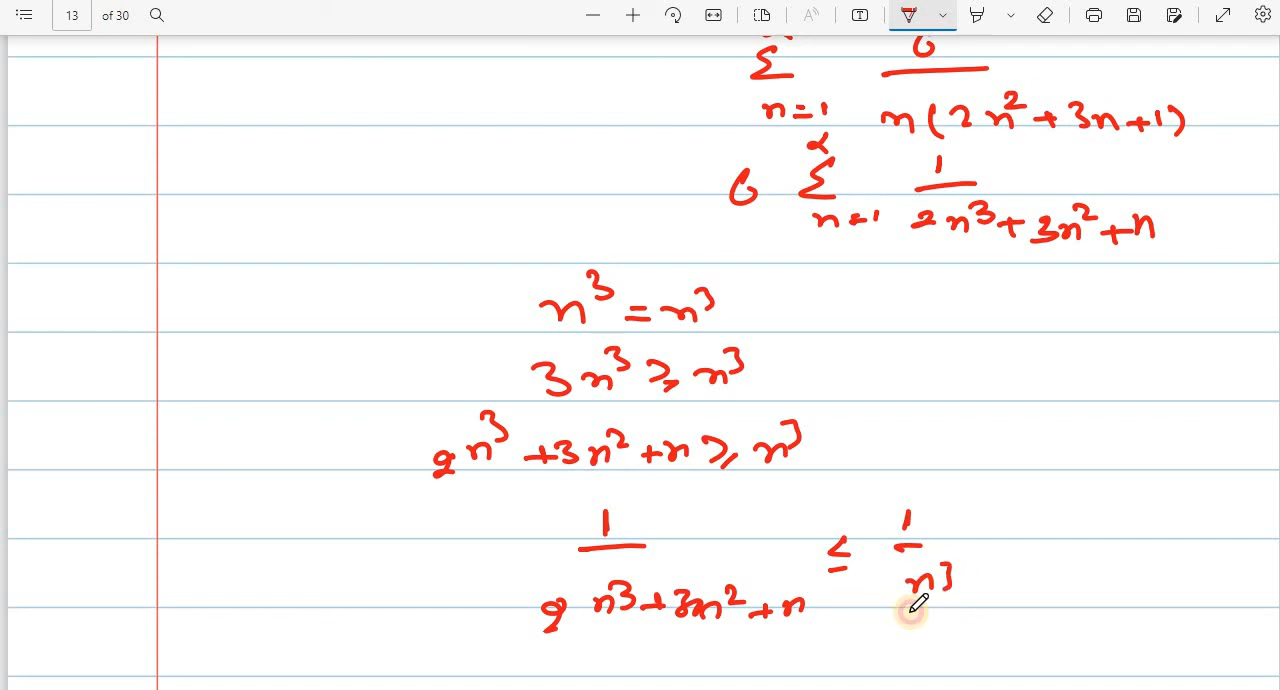 13 of 30
Σ 6
n=1 n(2n²+3n+1)
∝
6 Σ 1
n=1 2n³+3n²+n
n³=n³
3n³⩾n³
2n³+3n²+n⩾n³
1 ≤ 1
2n³+3n²+n n³